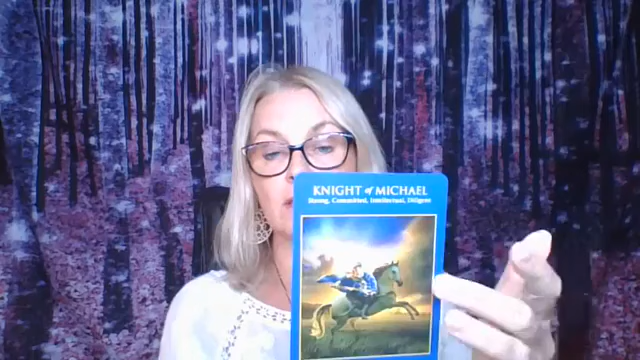 KNIGHT of MICHAEL
Strong, Committed, Intellectual, Diligent